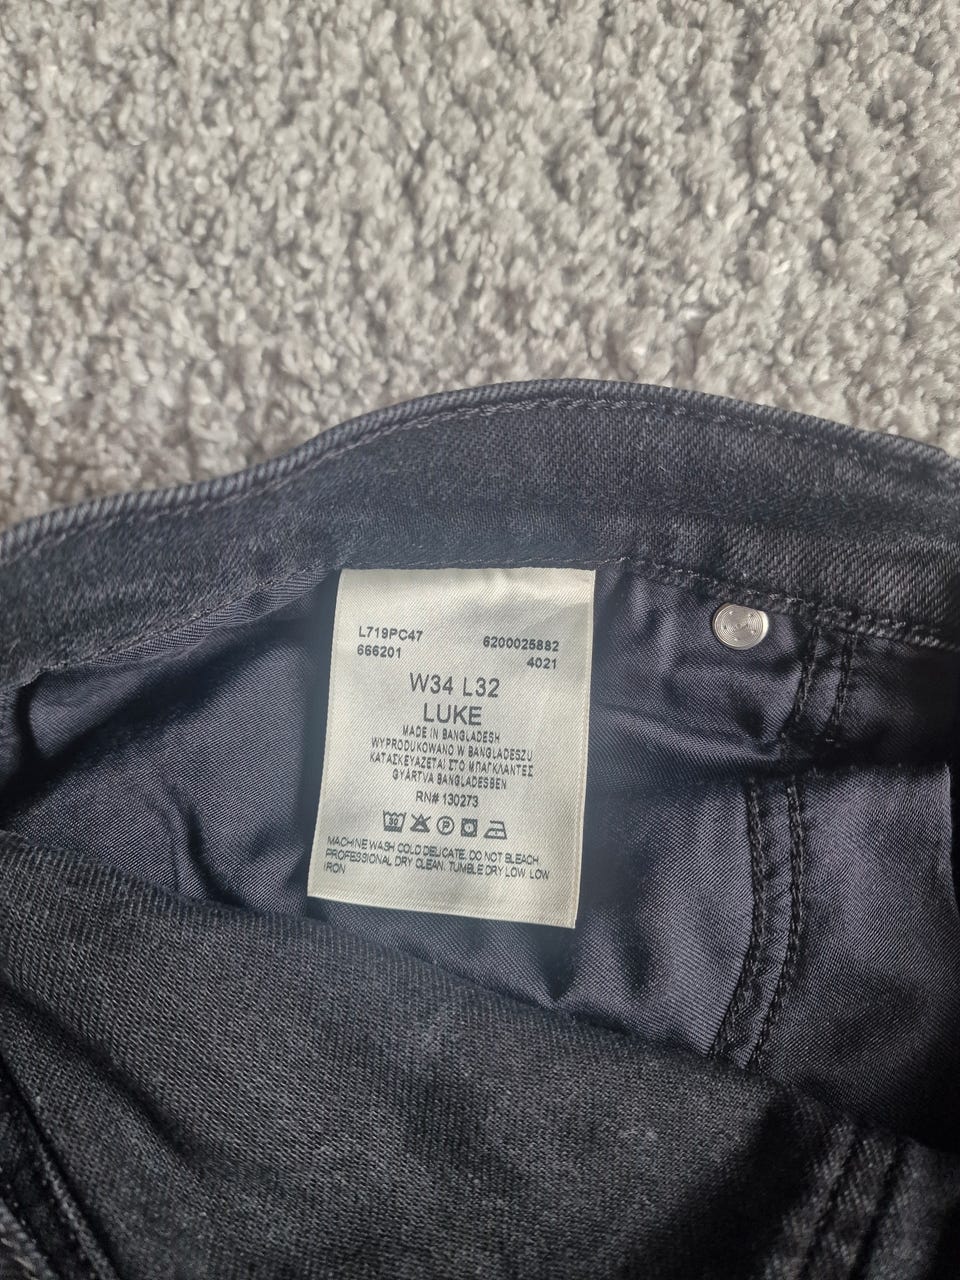 L719PC47 6200025882
666201 4021
W34 L32
LUKE
MADE IN BANGLADESH
WYPRODUKOWANO W BANGLADESZU
ΚΑΤΑΣΚΕΥΑΖΕΤΑΙ ΣΤΟ ΜΠΑΓΚΛΑΝΤΕΣ
GYÁRTVA BANGLADESBEN
RN# 130273
30 P
MACHINE WASH COLD DELICATE. DO NOT BLEACH.
PROFESSIONAL DRY CLEAN. TUMBLE DRY LOW. LOW
IRON